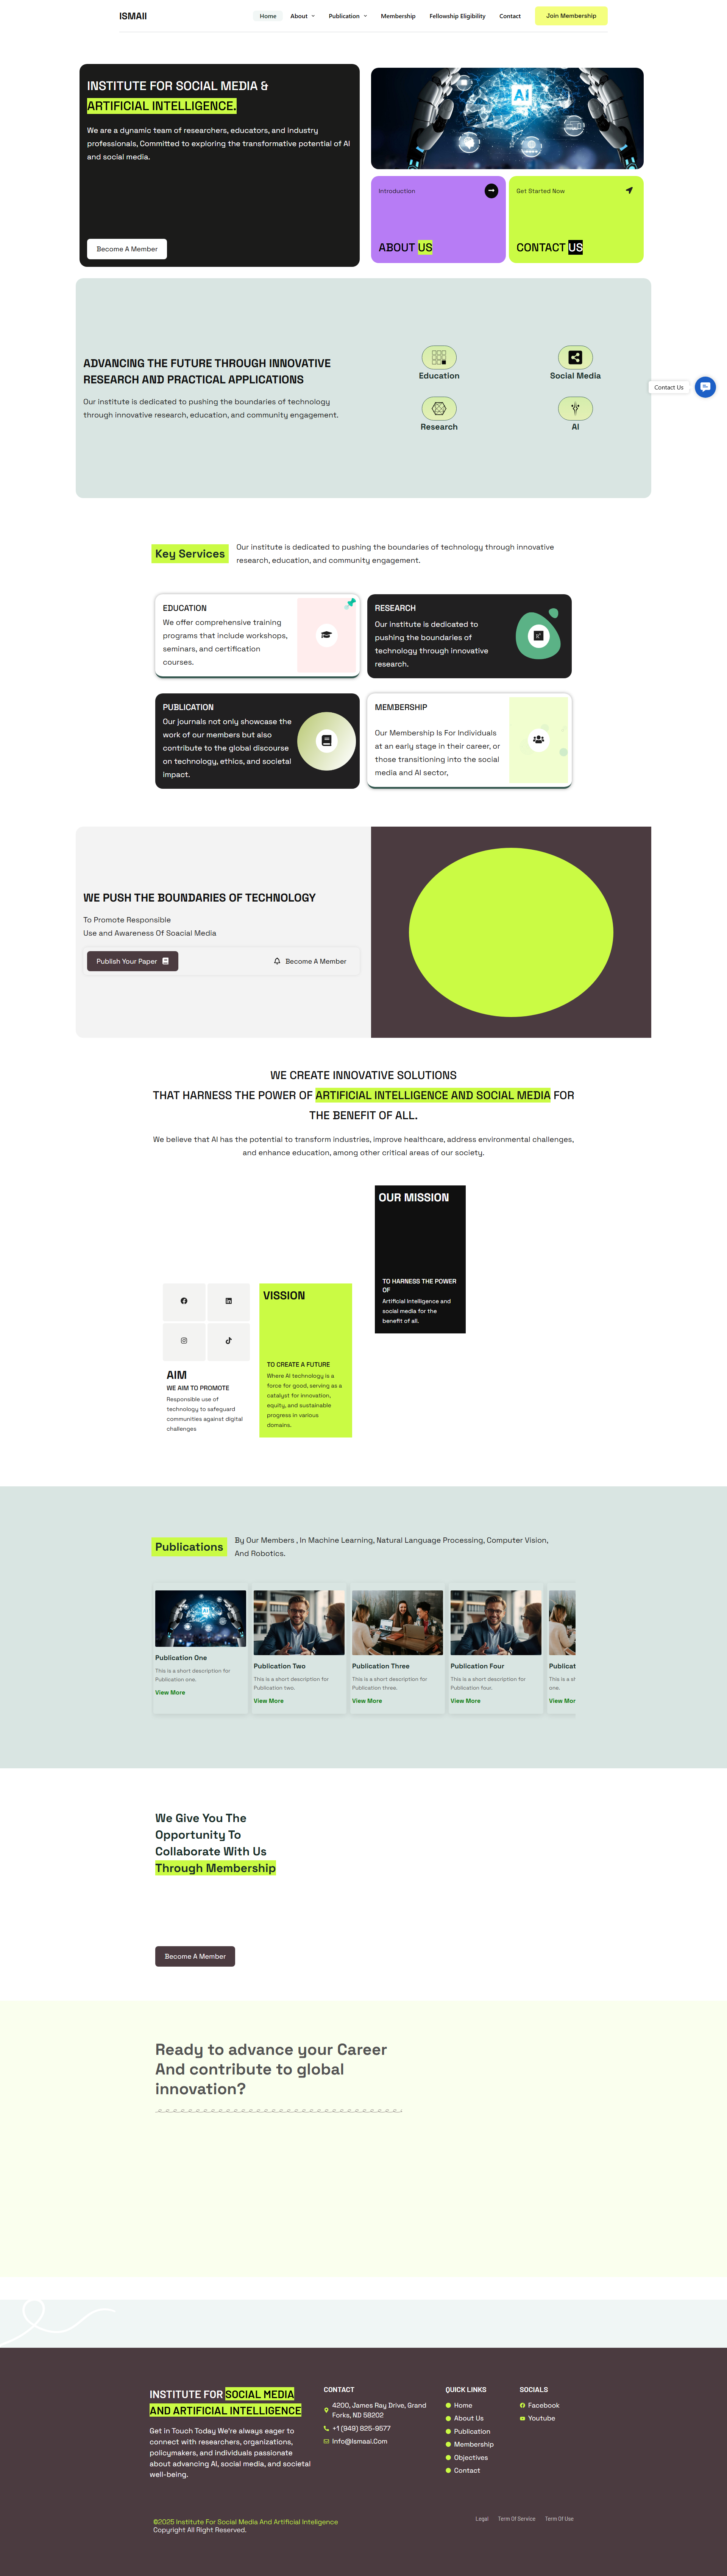 ISMAII
Home About Publication Membership Fellowship Eligibility Contact Join Membership
INSTITUTE FOR SOCIAL MEDIA &
ARTIFICIAL INTELLIGENCE.
We are a dynamic team of researchers, educators, and industry
professionals, Committed to exploring the transformative potential of AI
and social media.
Become A Member
AI
Introduction
ABOUT US
Get Started Now
CONTACT US
ADVANCING THE FUTURE THROUGH INNOVATIVE
RESEARCH AND PRACTICAL APPLICATIONS
Our institute is dedicated to pushing the boundaries of technology
through innovative research, education, and community engagement.
Education
Social Media
Research
AI
Contact Us
Key Services
Our institute is dedicated to pushing the boundaries of technology through innovative
research, education, and community engagement.
EDUCATION
We offer comprehensive training
programs that include workshops,
seminars, and certification
courses.
RESEARCH
Our institute is dedicated to
pushing the boundaries of
technology through innovative
research.
PUBLICATION
Our journals not only showcase the
work of our members but also
contribute to the global discourse
on technology, ethics, and societal
impact.
MEMBERSHIP
Our Membership Is For Individuals
at an early stage in their career, or
those transitioning into the social
media and AI sector,
WE PUSH THE BOUNDARIES OF TECHNOLOGY
To Promote Responsible
Use and Awareness Of Soacial Media
Publish Your Paper
Become A Member
WE CREATE INNOVATIVE SOLUTIONS
THAT HARNESS THE POWER OF ARTIFICIAL INTELLIGENCE AND SOCIAL MEDIA FOR
THE BENEFIT OF ALL.
We believe that AI has the potential to transform industries, improve healthcare, address environmental challenges,
and enhance education, among other critical areas of our society.
OUR MISSION
TO HARNESS THE POWER
OF
Artificial Intelligence and
social media for the
benefit of all.
AIM
WE AIM TO PROMOTE
Responsible use of
technology to safeguard
communities against digital
challenges
VISSION
TO CREATE A FUTURE
Where AI technology is a
force for good, serving as a
catalyst for innovation,
equity, and sustainable
progress in various
domains.
Publications
By Our Members , In Machine Learning, Natural Language Processing, Computer Vision,
And Robotics.
AI
Publication One
This is a short description for
Publication one.
View More
Publication Two
This is a short description for
Publication two.
View More
Publication Three
This is a short description for
Publication three.
View More
Publication Four
This is a short description for
Publication four.
View More
Publicat
This is a st
one.
View Mor
We Give You The
Opportunity To
Collaborate With Us
Through Membership
Become A Member
Ready to advance your Career
And contribute to global
innovation?
INSTITUTE FOR SOCIAL MEDIA
AND ARTIFICIAL INTELLIGENCE
Get in Touch Today We're always eager to
connect with researchers, organizations,
policymakers, and individuals passionate
about advancing AI, social media, and societal
well-being.
CONTACT
4200, James Ray Drive, Grand
Forks, ND 58202
+1 (949) 825-9577
Info@Ismaai.Com
QUICK LINKS
Home
About Us
Publication
Membership
Objectives
Contact
SOCIALS
Facebook
Youtube
©2025 Institute For Social Media And Artificial Inteligence
Copyright All Right Reserved.
Legal Term Of Service Term Of Use